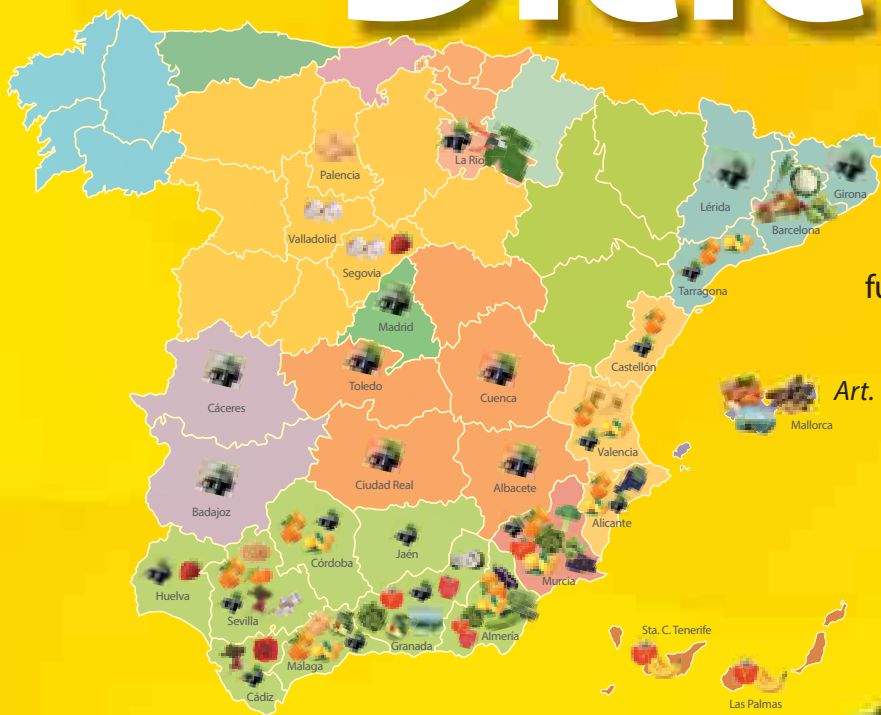 La Rio
Palencia
Girona
Lérida
Barcelona
Valladolid
Segovia
Tarragona
fu
Madrid
Castellón
Toledo
Cuenca
Art.
Cáceres
Mallorca
Valencia
Ciudad Real
Albacete
Badajoz
Alicante
Jaén
Córdoba
Murcia
Huelva
Sevilla
Sta. C. Tenerife
Almería
Granada
Málaga
Cádiz
Las Palmas